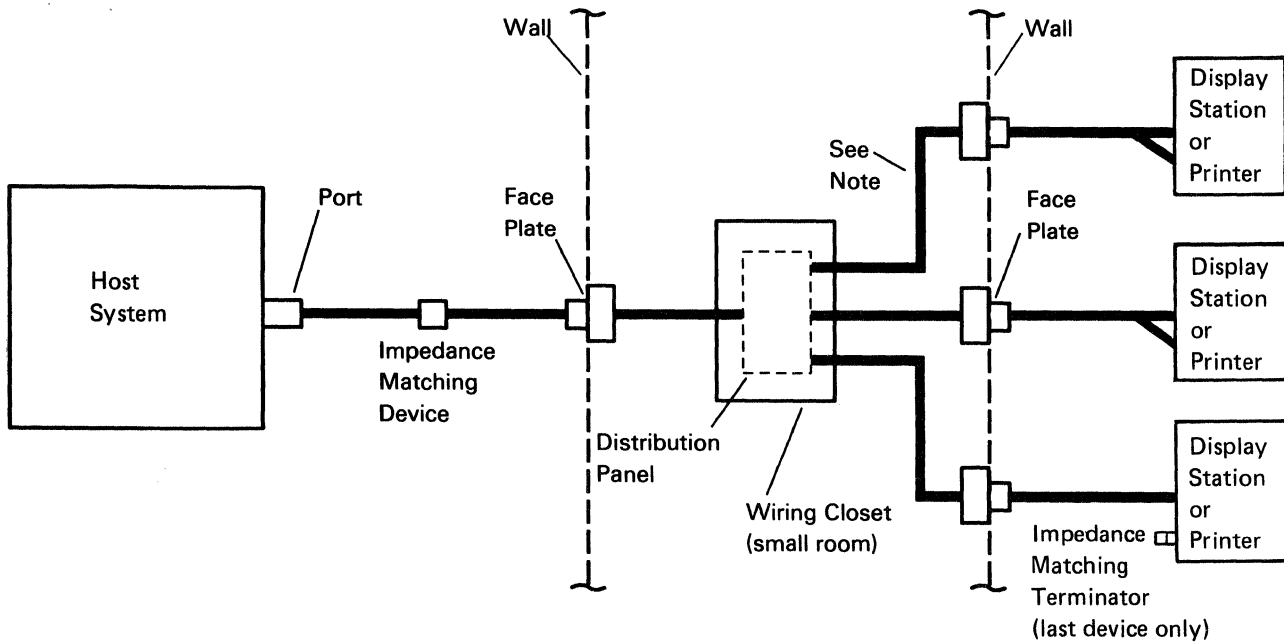 Wall
Wall
Display
Station
or
Printer
See
Note
Port
Face
Plate
Face
Plate
Host
System
Display
Station
or
Printer
Impedance
Matching
Device
Distribution
Panel
Wiring Closet
(small room)
Display
Station
or
Printer
Impedance
Matching
Terminator
(last device only)